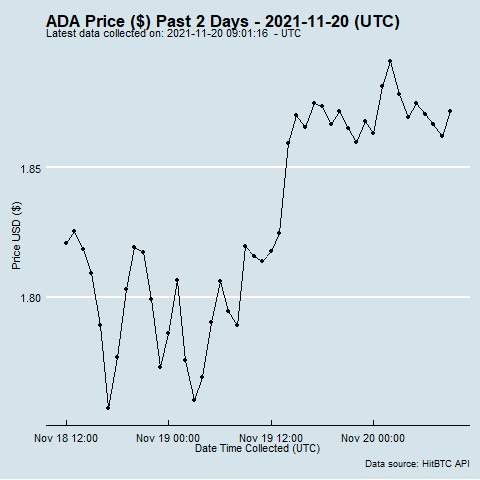 ADA Price ($) Past 2 Days - 2021-11-20 (UTC)
Latest data collected on: 2021-11-20 09:01:16 - UTC
Price USD ($)
1.85
1.80
Nov 18 12:00 Nov 19 00:00 Nov 19 12:00 Nov 20 00:00
Date Time Collected (UTC)
Data source: HitBTC API